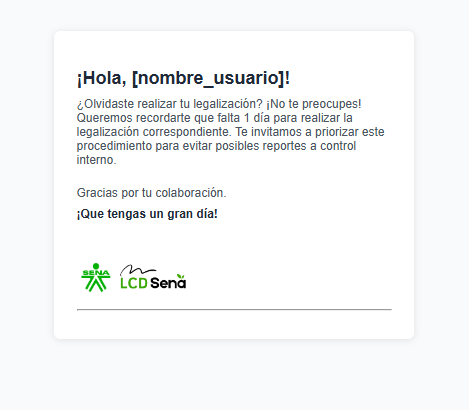 ¡Hola, [nombre_usuario]!
¿Olvidaste realizar tu legalización? ¡No te preocupes!
Queremos recordarte que falta 1 día para realizar la
legalización correspondiente. Te invitamos a priorizar este
procedimiento para evitar posibles reportes a control
interno.
Gracias por tu colaboración.
¡Que tengas un gran día!
SENA
LCD Sena